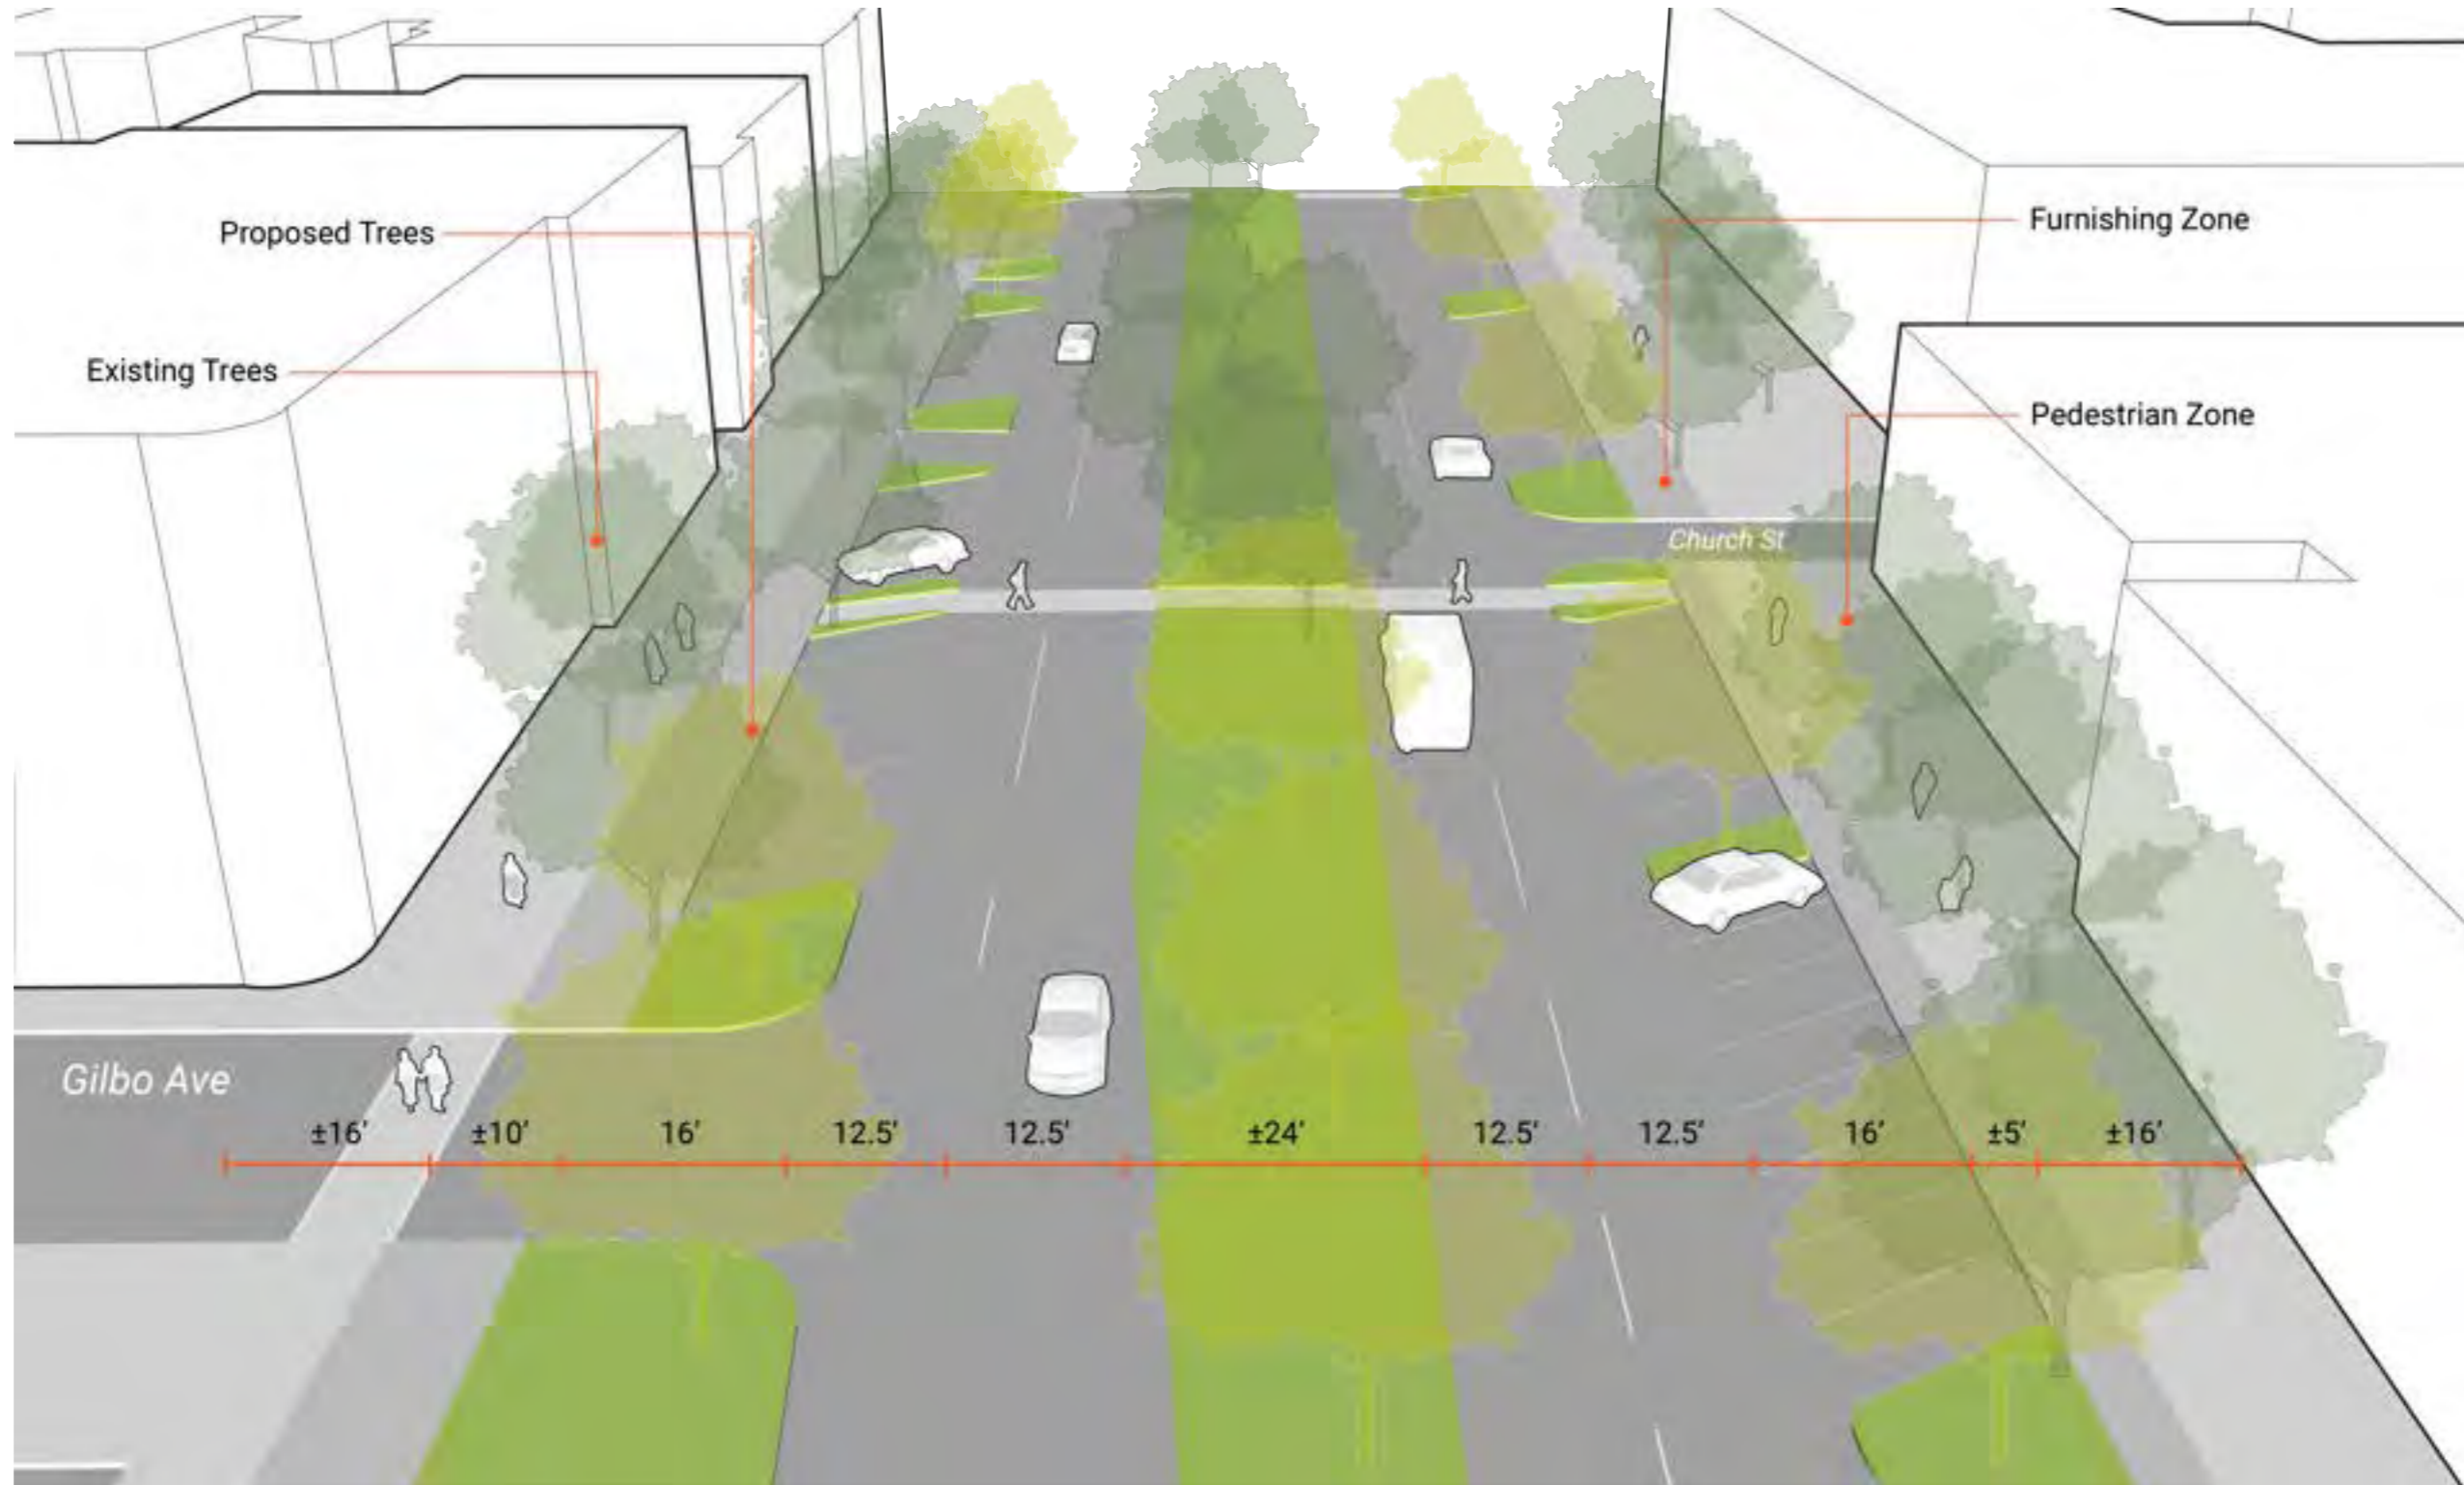 Proposed Trees
Furnishing Zone
Existing Trees
Pedestrian Zone
Church St
Gilbo Ave
±16’ ±10’ 16’ 12.5’ 12.5’ ±24’ 12.5’ 12.5’ 16’ ±5’ ±16’